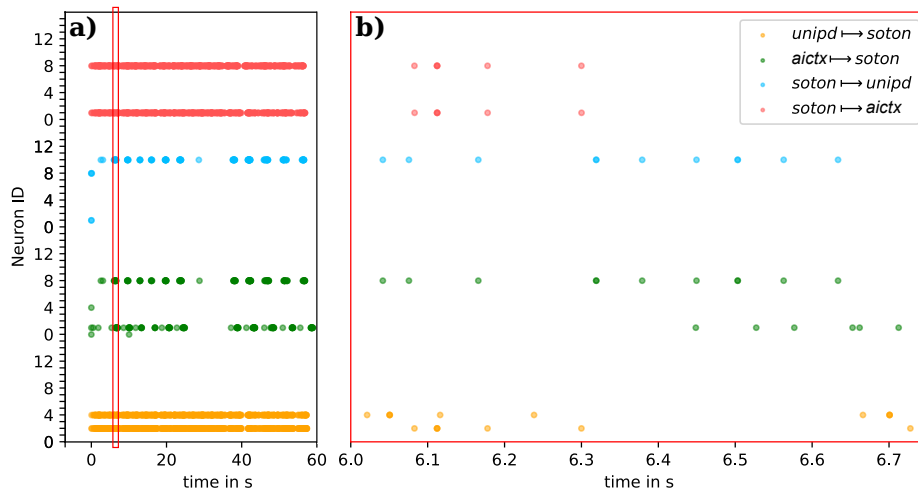 a)
b)
unipd ⟼ soton
aictx ⟼ soton
soton ⟼ unipd
soton ⟼ aictx
Neuron ID
12
8
4
0
12
8
4
0
12
8
4
0
12
8
4
0
0 20 40 60
time in s
6.0 6.1 6.2 6.3 6.4 6.5 6.6 6.7
time in s